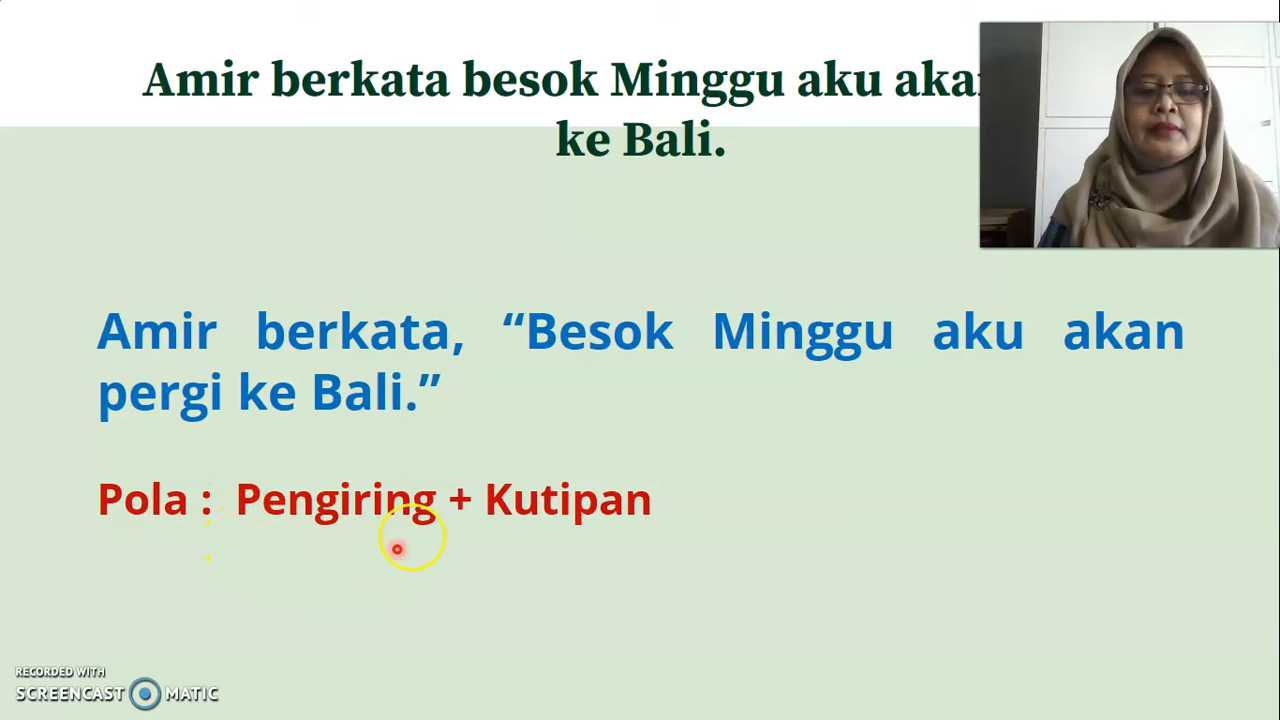 Amir berkata besok Minggu aku akan
ke Bali.
Amir berkata, “Besok Minggu aku akan
pergi ke Bali.”
Pola : Pengiring + Kutipan
RECORDED WITH
SCREENCAST MATIC